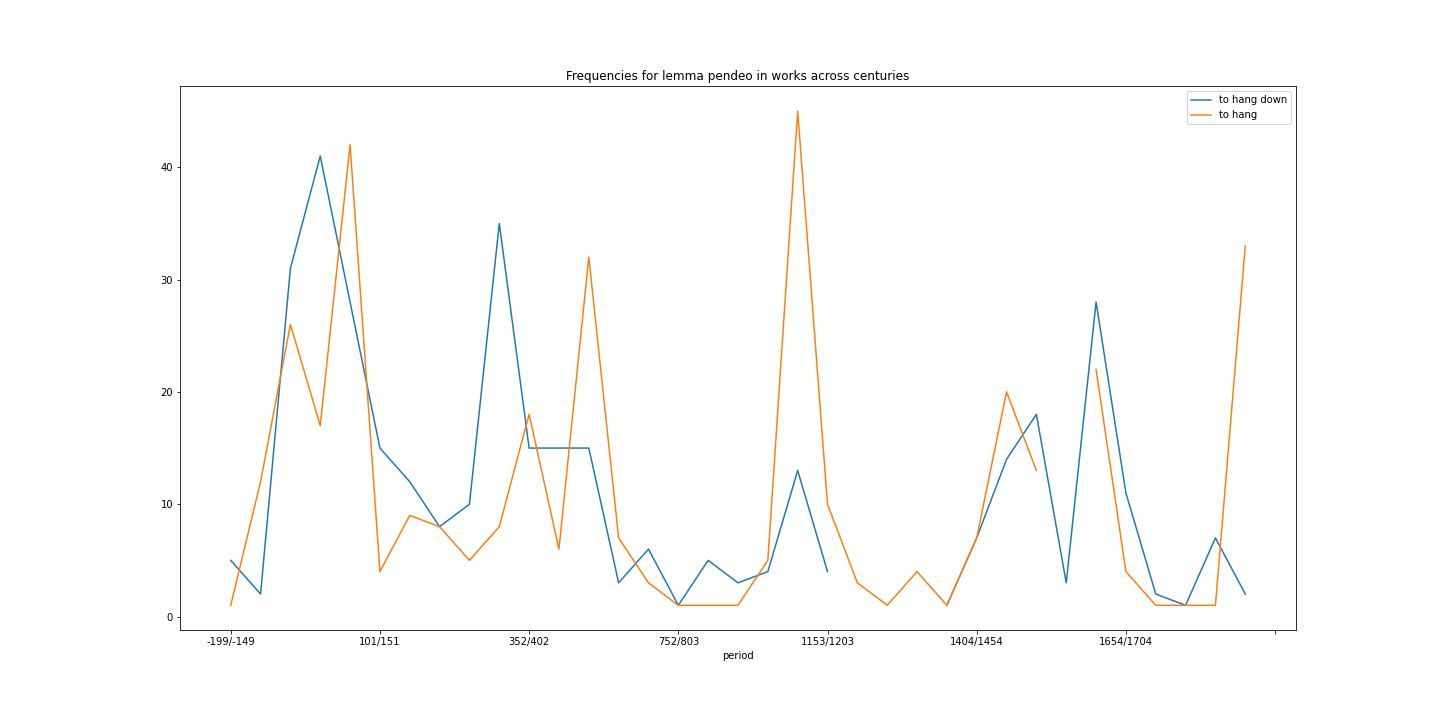 Frequencies for lemma pendeo in works across centuries
to hang down
to hang
40
30
20
10
0
-199/-149 101/151 352/402 752/803 1153/1203 1404/1454 1654/1704
period